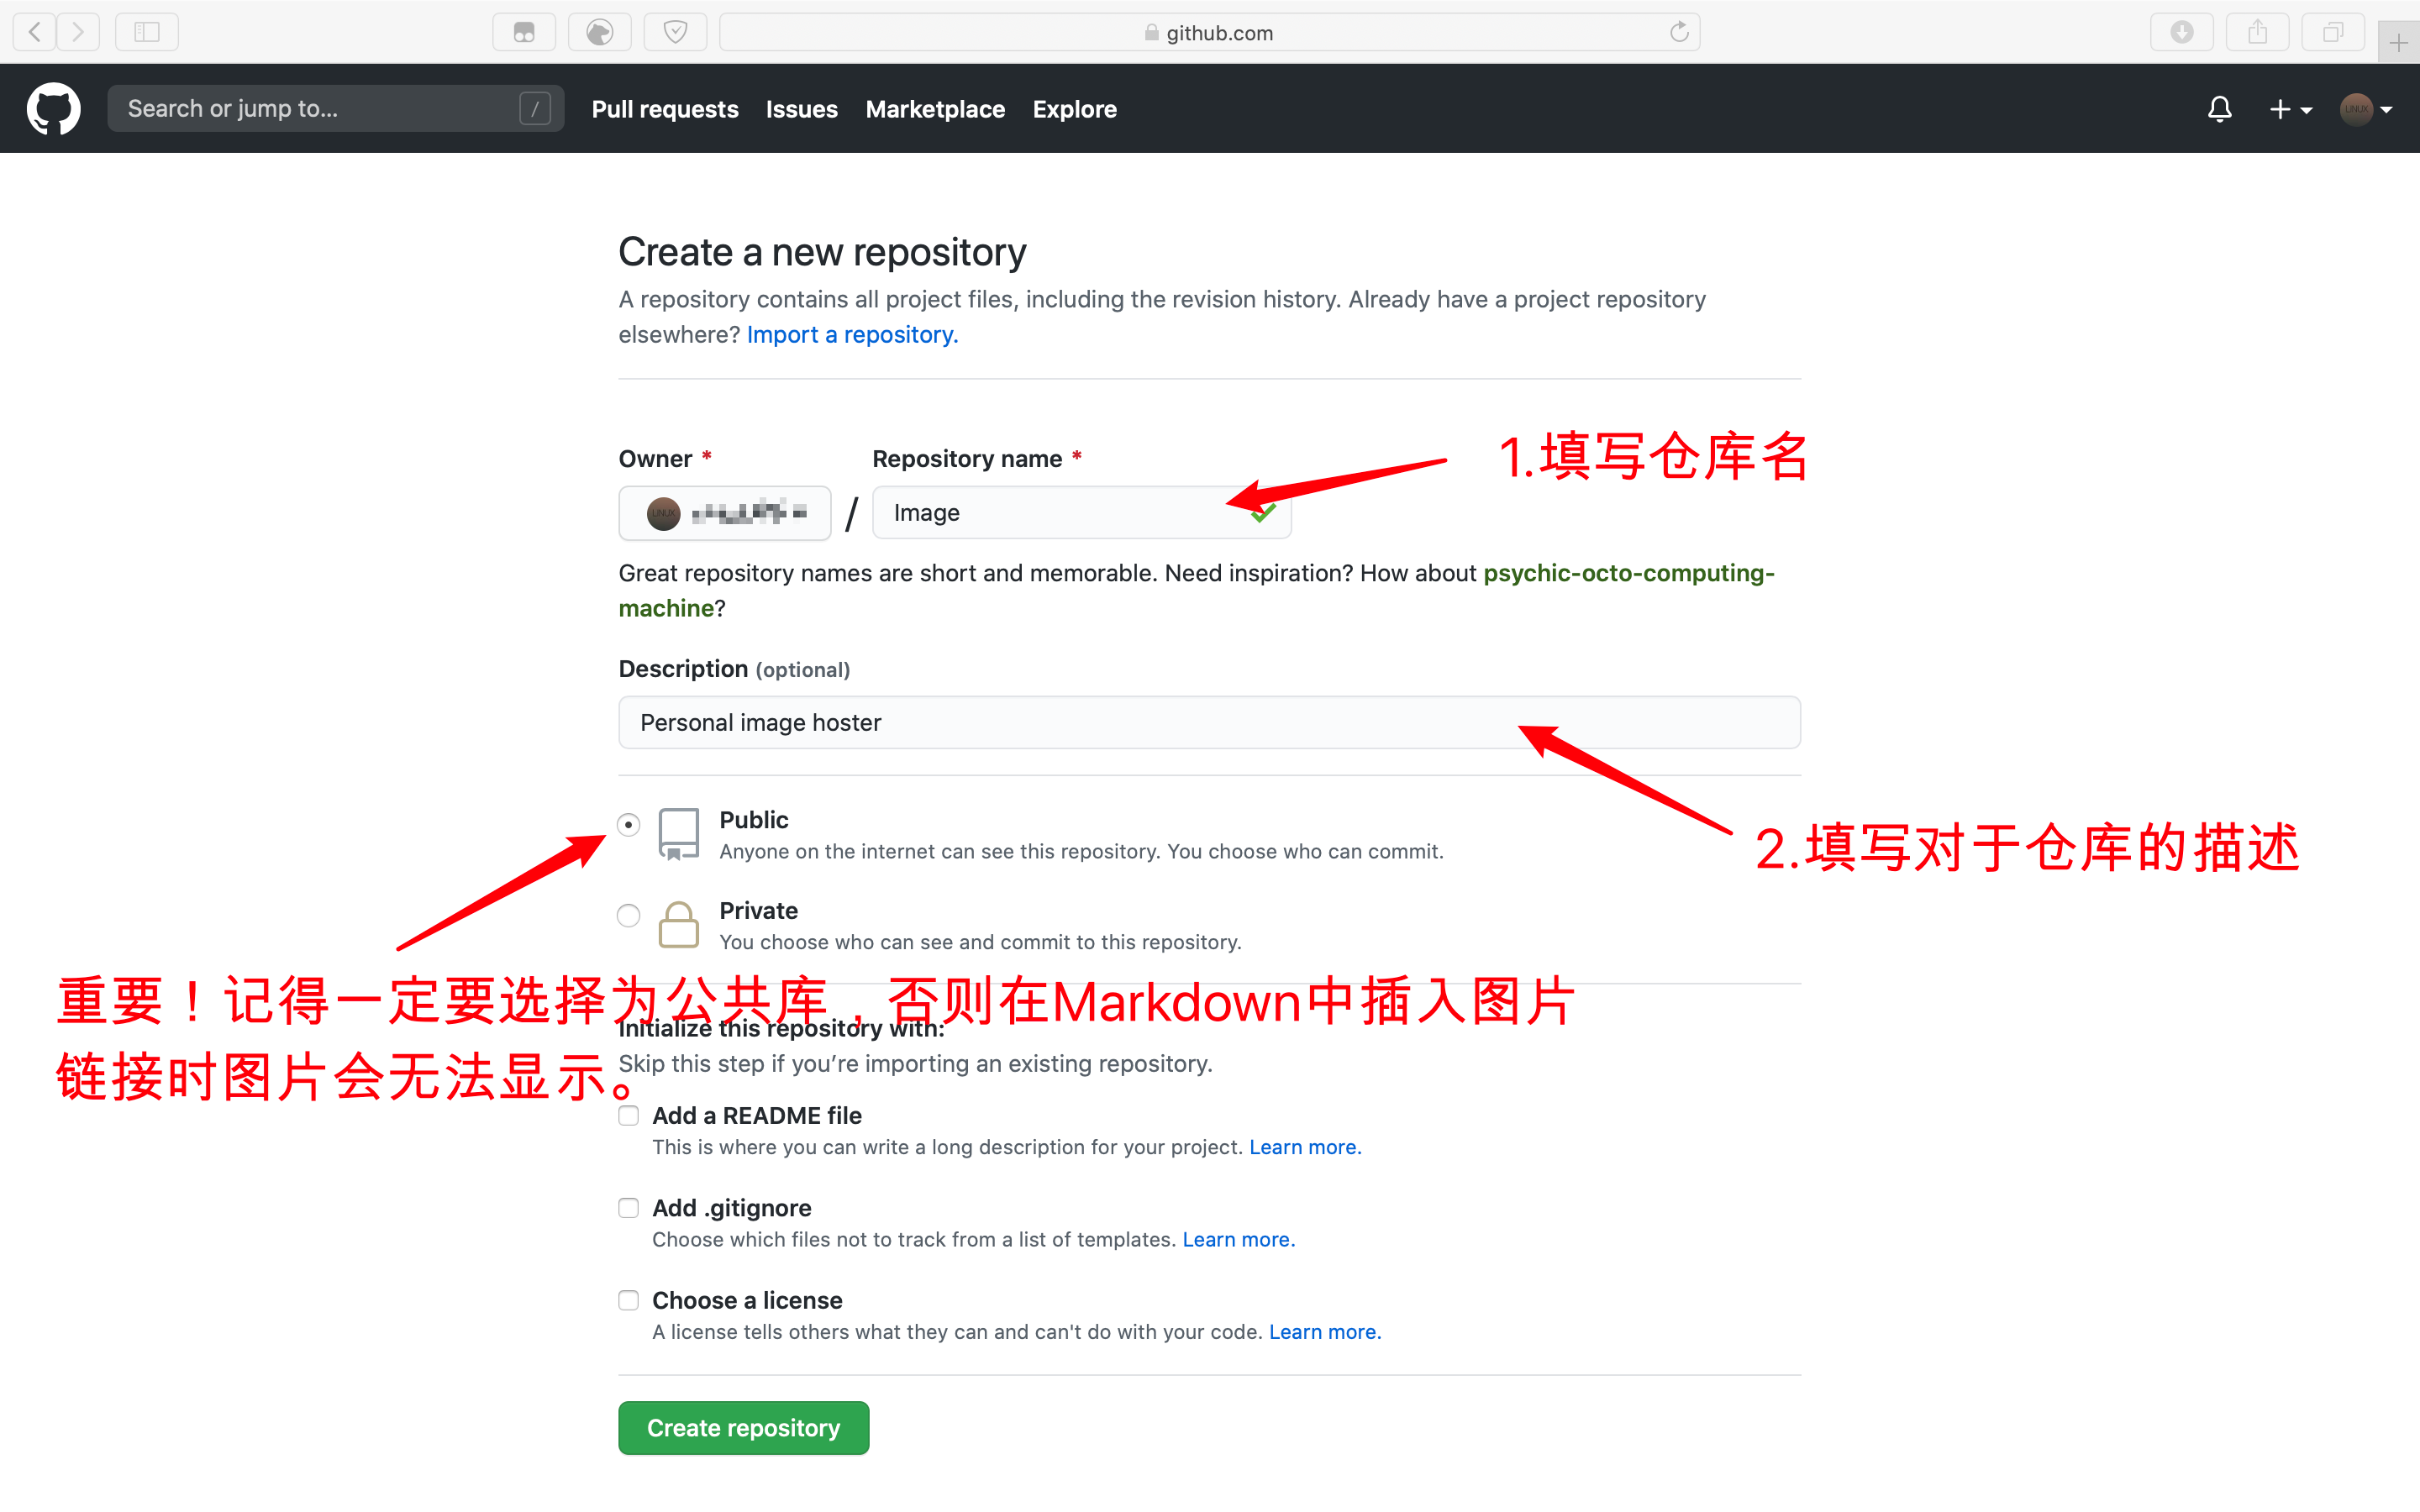 github.com
Search or jump to...
/
Pull requests
Issues
Marketplace
Explore
Create a new repository
A repository contains all project files, including the revision history. Already have a project repository
elsewhere? Import a repository.
1.填写仓库名
Owner *
Repository name *
LINUX
/
Image
Great repository names are short and memorable. Need inspiration? How about psychic-octo-computing-
machine?
Description (optional)
Personal image hoster
Public
Anyone on the internet can see this repository. You choose who can commit.
2.填写对于仓库的描述
Private
You choose who can see and commit to this repository.
重要！记得一定要选择为公共库，否则在Markdown中插入图片
链接时图片会无法显示。
Initialize this repository with:
Skip this step if you’re importing an existing repository.
Add a README file
This is where you can write a long description for your project. Learn more.
Add .gitignore
Choose which files not to track from a list of templates. Learn more.
Choose a license
A license tells others what they can and can't do with your code. Learn more.
Create repository